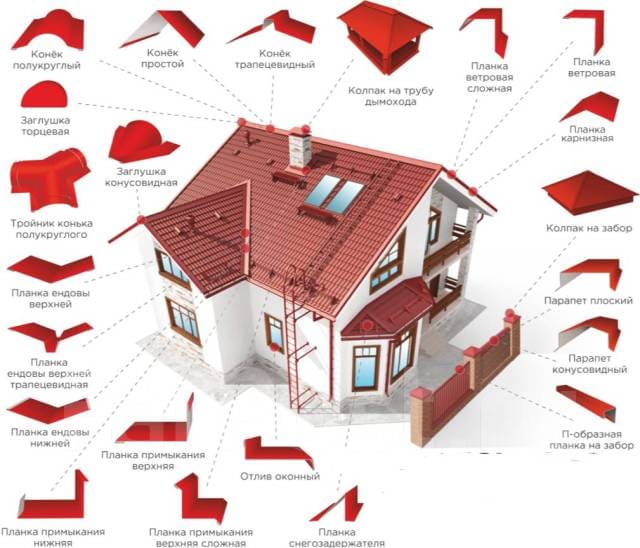 Конёк
полукруглый
Конёк
простой
Конёк
трапецевидный
Колпак на трубу
дымохода
Планка
ветровая
сложная
Планка
ветровая
Заглушка
торцевая
Заглушка
конусовидная
Планка
карнизная
Тройник конька
полукруглого
Колпак на забор
Планка ендовы
верхней
Парапет плоский
Планка
ендовы верхней
трапецевидная
Парапет
конусовидный
Планка ендовы
нижней
П-образная
планка на забор
Планка примыкания
верхняя
Отлив оконный
Планка примыкания
нижняя
Планка примыкания
верхняя сложная
Планка
снегозадержателя